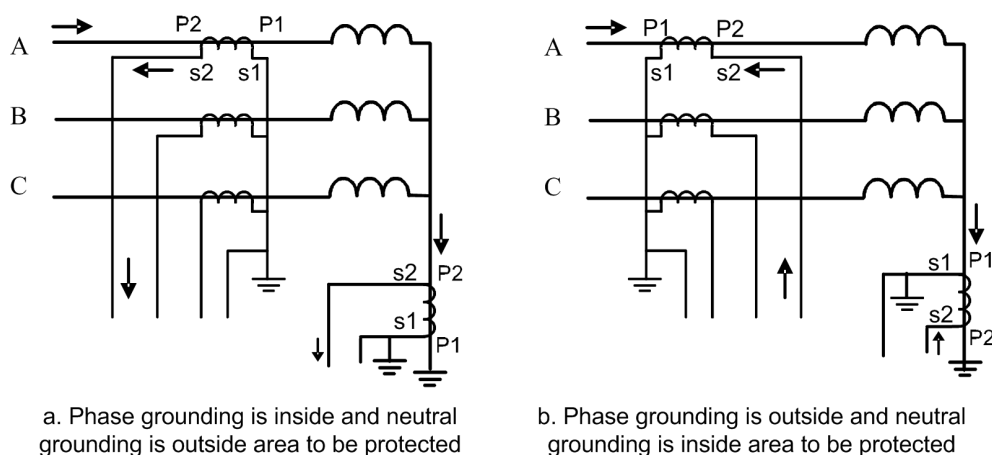 P2 P1
A
s2 s1
B
C
s2 P2
s1
P1
a. Phase grounding is inside and neutral
grounding is outside area to be protected
P1 P2
A
s1 s2
B
C
s1 P1
s2
P2
b. Phase grounding is outside and neutral
grounding is inside area to be protected